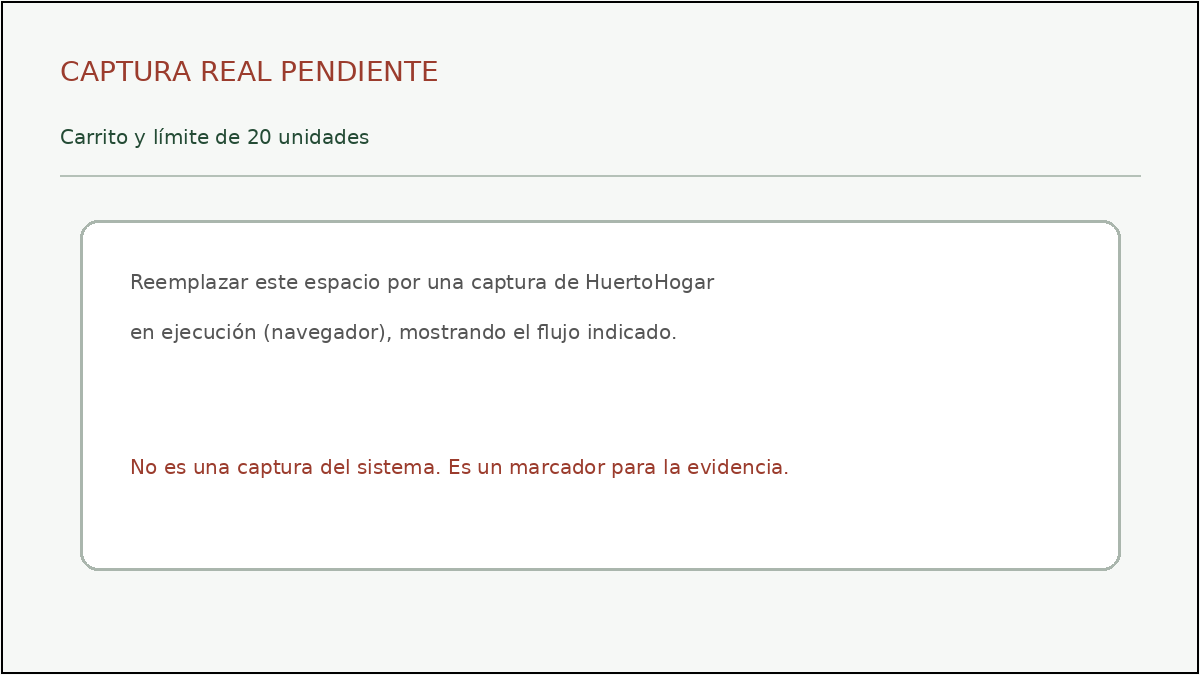 CAPTURA REAL PENDIENTE
Carrito y límite de 20 unidades
Reemplazar este espacio por una captura de HuertoHogar
en ejecución (navegador), mostrando el flujo indicado.
No es una captura del sistema. Es un marcador para la evidencia.